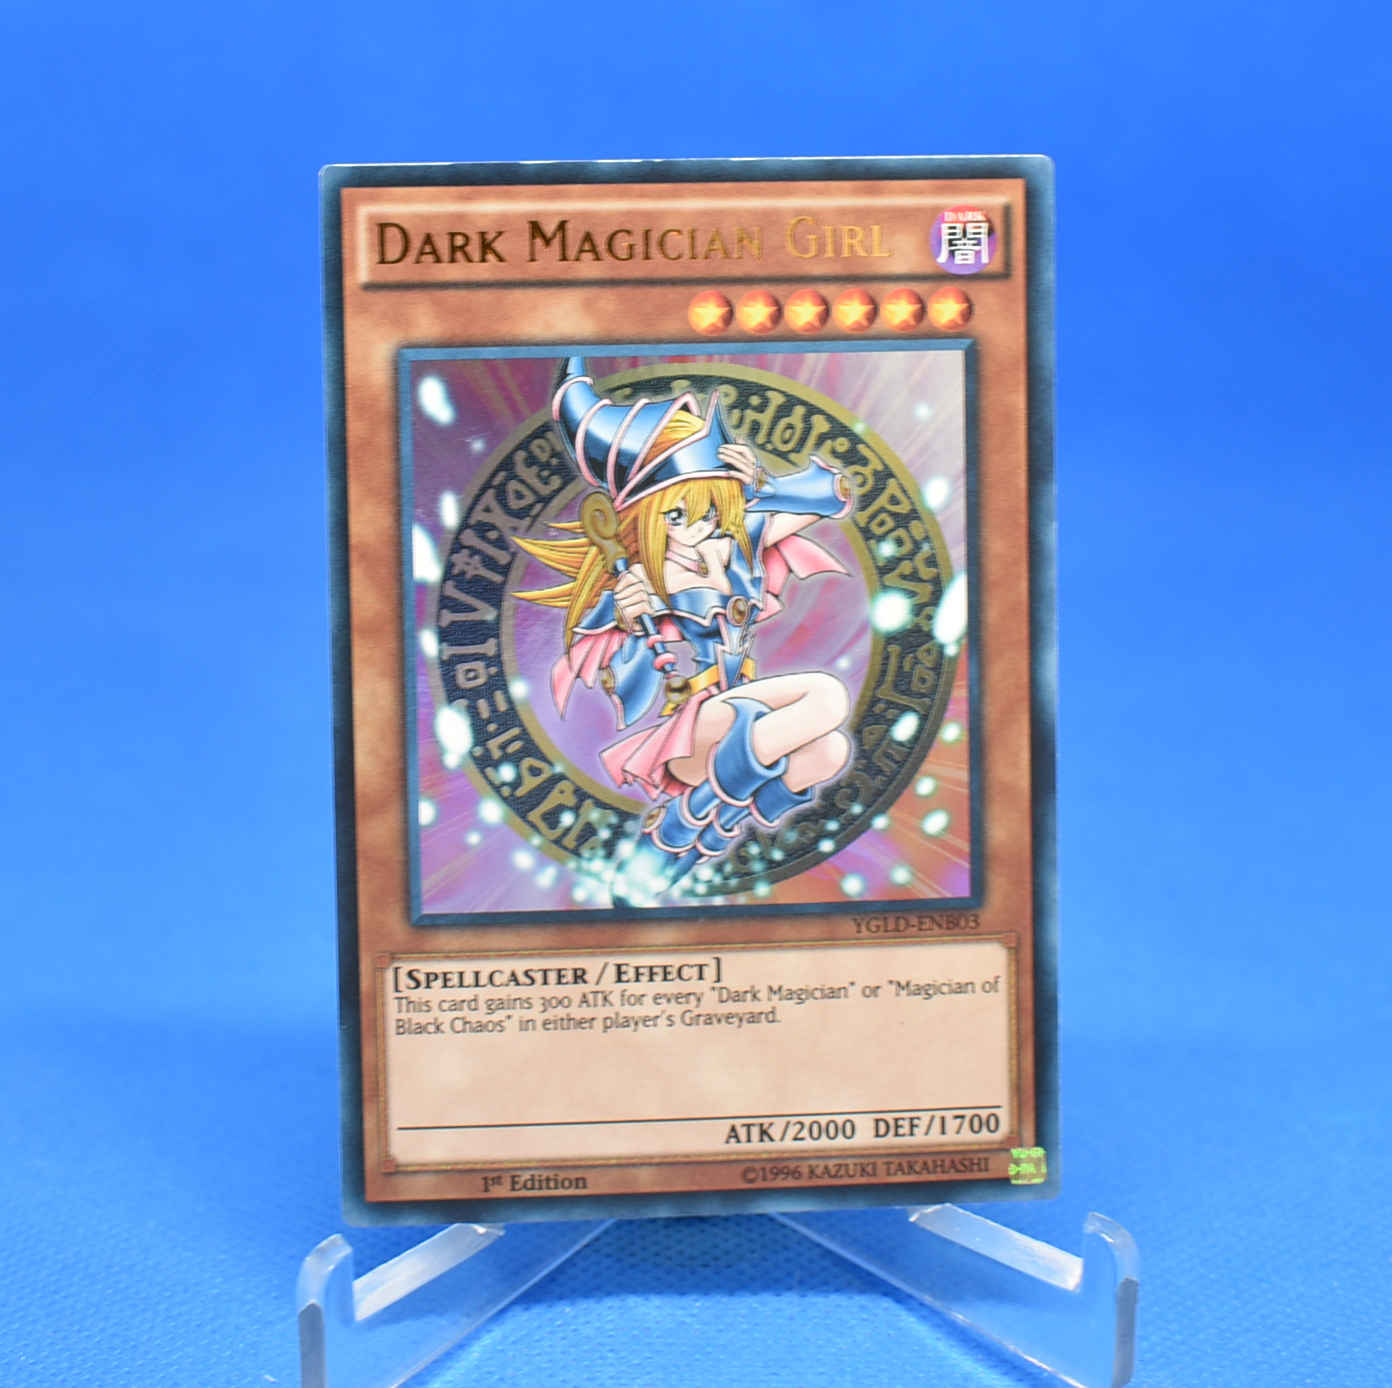 DARK MAGICIAN GIRL
DARK
闇
YGLD-ENB03
[SPELLCASTER / EFFECT]
This card gains 300 ATK for every "Dark Magician" or "Magician of
Black Chaos" in either player's Graveyard.
ATK/2000 DEF/1700
1st Edition
©1996 KAZUKI TAKAHASHI